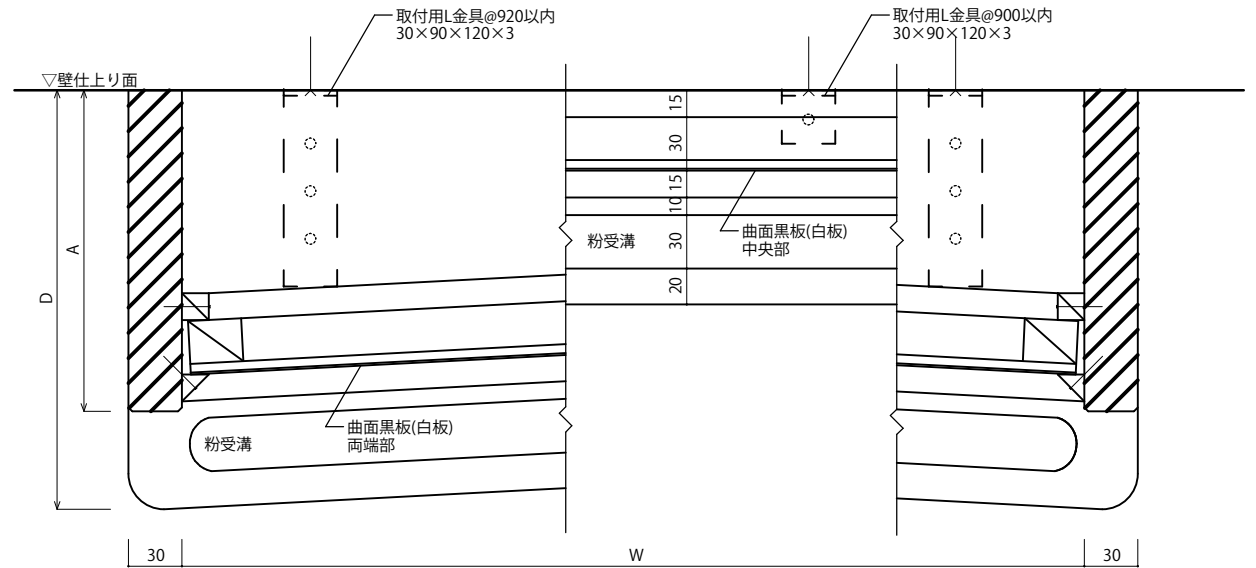 取付用L金具@920以内
30×90×120×3
取付用L金具@900以内
30×90×120×3
▽壁仕上り面
15
30
15
10
30
20
A
D
粉受溝
曲面黒板(白板)
中央部
曲面黒板(白板)
両端部
粉受溝
30
W
30